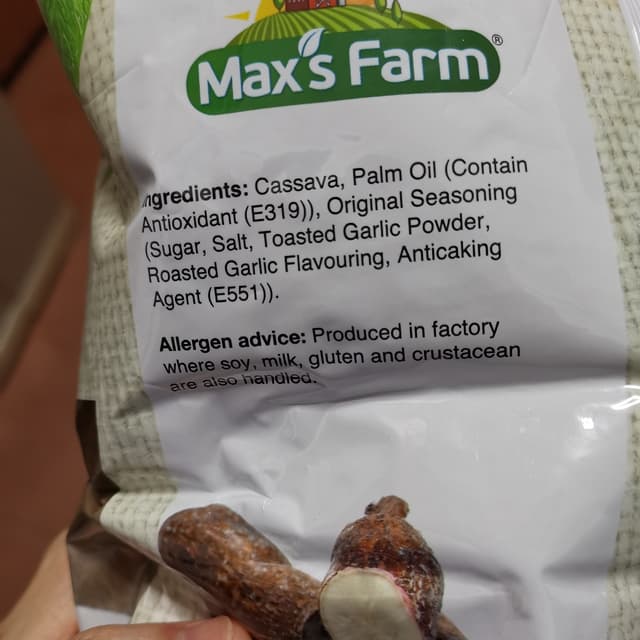 Max's Farm®
Ingredients: Cassava, Palm Oil (Contain
Antioxidant (E319)), Original Seasoning
(Sugar, Salt, Toasted Garlic Powder,
Roasted Garlic Flavouring, Anticaking
Agent (E551)).
Allergen advice: Produced in factory
where soy, milk, gluten and crustacean
are also handled.